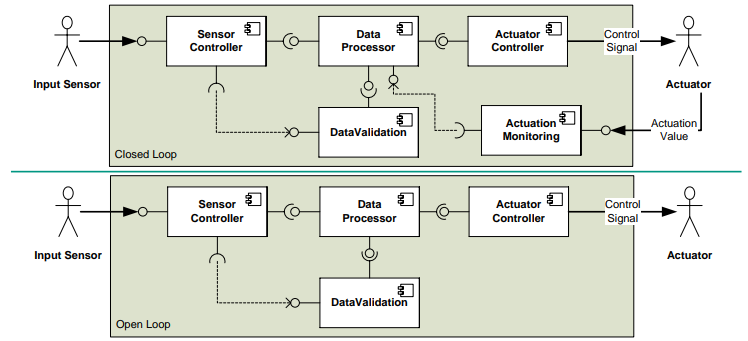 Sensor
Controller
Data
Processor
Actuator
Controller
Control
Signal
Input Sensor
Actuator
DataValidation
Actuation
Monitoring
Actuation
Value
Closed Loop
Sensor
Controller
Data
Processor
Actuator
Controller
Control
Signal
Input Sensor
Actuator
DataValidation
Open Loop